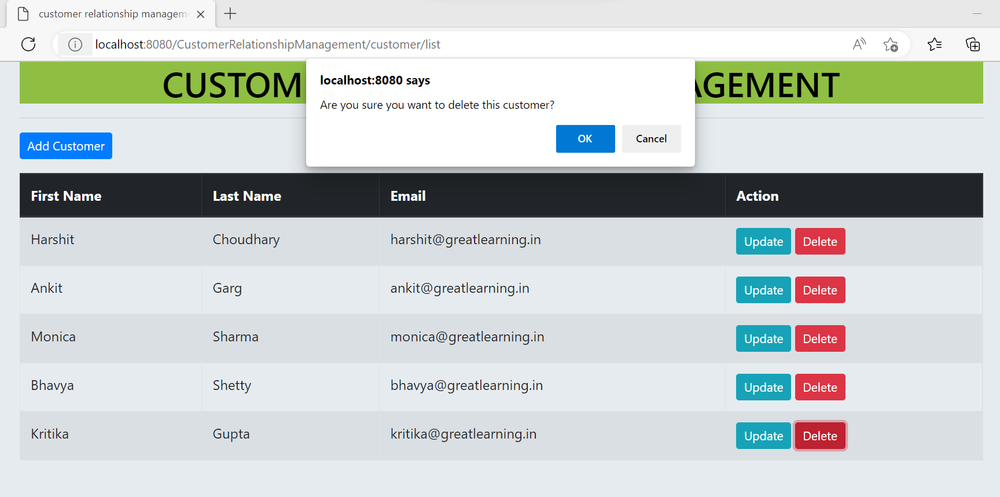 customer relationship managem
localhost:8080/CustomerRelationshipManagement/customer/list
localhost:8080 says
Are you sure you want to delete this customer?
OK Cancel
CUSTOM AGEMENT
Add Customer
First Name Last Name Email Action
Harshit Choudhary harshit@greatlearning.in Update Delete
Ankit Garg ankit@greatlearning.in Update Delete
Monica Sharma monica@greatlearning.in Update Delete
Bhavya Shetty bhavya@greatlearning.in Update Delete
Kritika Gupta kritika@greatlearning.in Update Delete